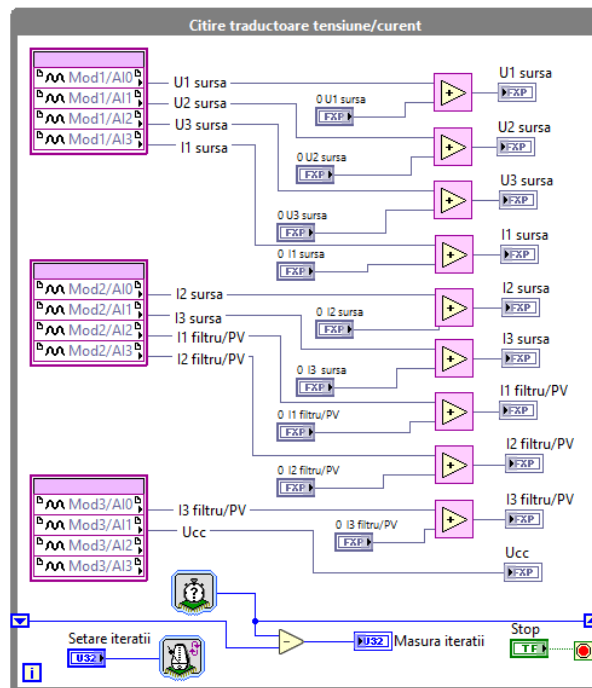 Citire traductoare tensiune/curent
Mod1/AI0
Mod1/AI1
Mod1/AI2
Mod1/AI3
U1 sursa
U2 sursa
U3 sursa
I1 sursa
0 U1 sursa
FXP
0 U2 sursa
FXP
0 U3 sursa
FXP
0 I1 sursa
FXP
U1 sursa
FXP
U2 sursa
FXP
U3 sursa
FXP
I1 sursa
FXP
Mod2/AI0
Mod2/AI1
Mod2/AI2
Mod2/AI3
I2 sursa
I3 sursa
I1 filtru/PV
I2 filtru/PV
0 I2 sursa
FXP
0 I3 sursa
FXP
0 I1 filtru/PV
FXP
0 I2 filtru/PV
FXP
I2 sursa
FXP
I3 sursa
FXP
I1 filtru/PV
FXP
I2 filtru/PV
FXP
Mod3/AI0
Mod3/AI1
Mod3/AI2
Mod3/AI3
I3 filtru/PV
Ucc
0 I3 filtru/PV
FXP
I3 filtru/PV
FXP
Ucc
FXP
?
Setare iteratii
U32
U32 Masura iteratii
Stop
TF
i